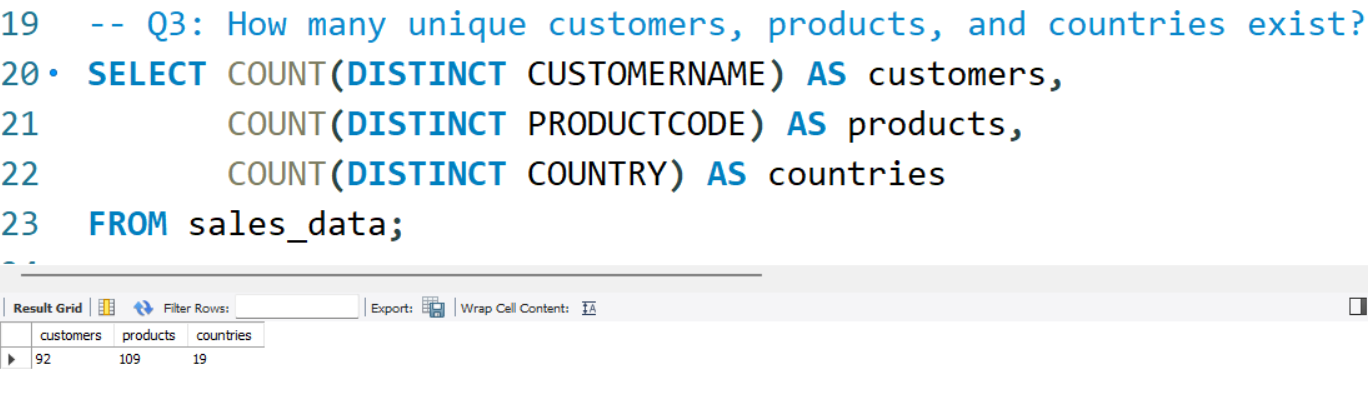 19 -- Q3: How many unique customers, products, and countries exist?
20 SELECT COUNT(DISTINCT CUSTOMERNAME) AS customers,
21 COUNT(DISTINCT PRODUCTCODE) AS products,
22 COUNT(DISTINCT COUNTRY) AS countries
23 FROM sales_data;
Result Grid Filter Rows: Export: Wrap Cell Content: IA
customers products countries
92 109 19